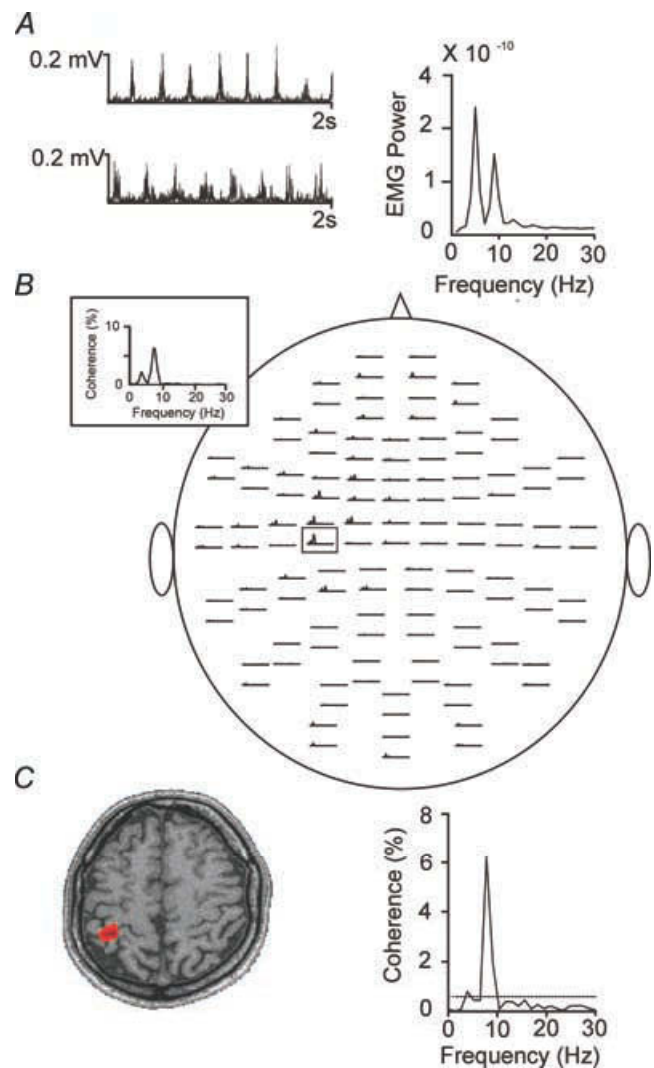 A
0.2 mV
2s
0.2 mV
2s
X 10 -10
4
2
1
0
EMG Power
0 10 20 30
Frequency (Hz)
B
10
0
Coherence (%)
0 10 20 30
Frequency (Hz)
C
8
6
4
2
0
Coherence (%)
0 10 20 30
Frequency (Hz)